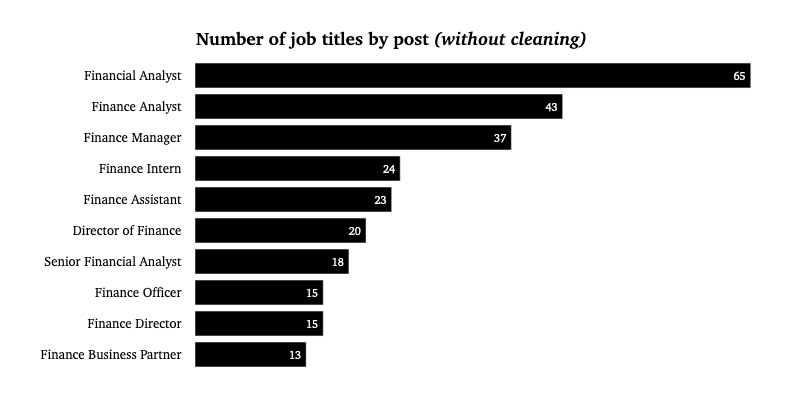 Number of job titles by post (without cleaning)
Financial Analyst 65
Finance Analyst 43
Finance Manager 37
Finance Intern 24
Finance Assistant 23
Director of Finance 20
Senior Financial Analyst 18
Finance Officer 15
Finance Director 15
Finance Business Partner 13